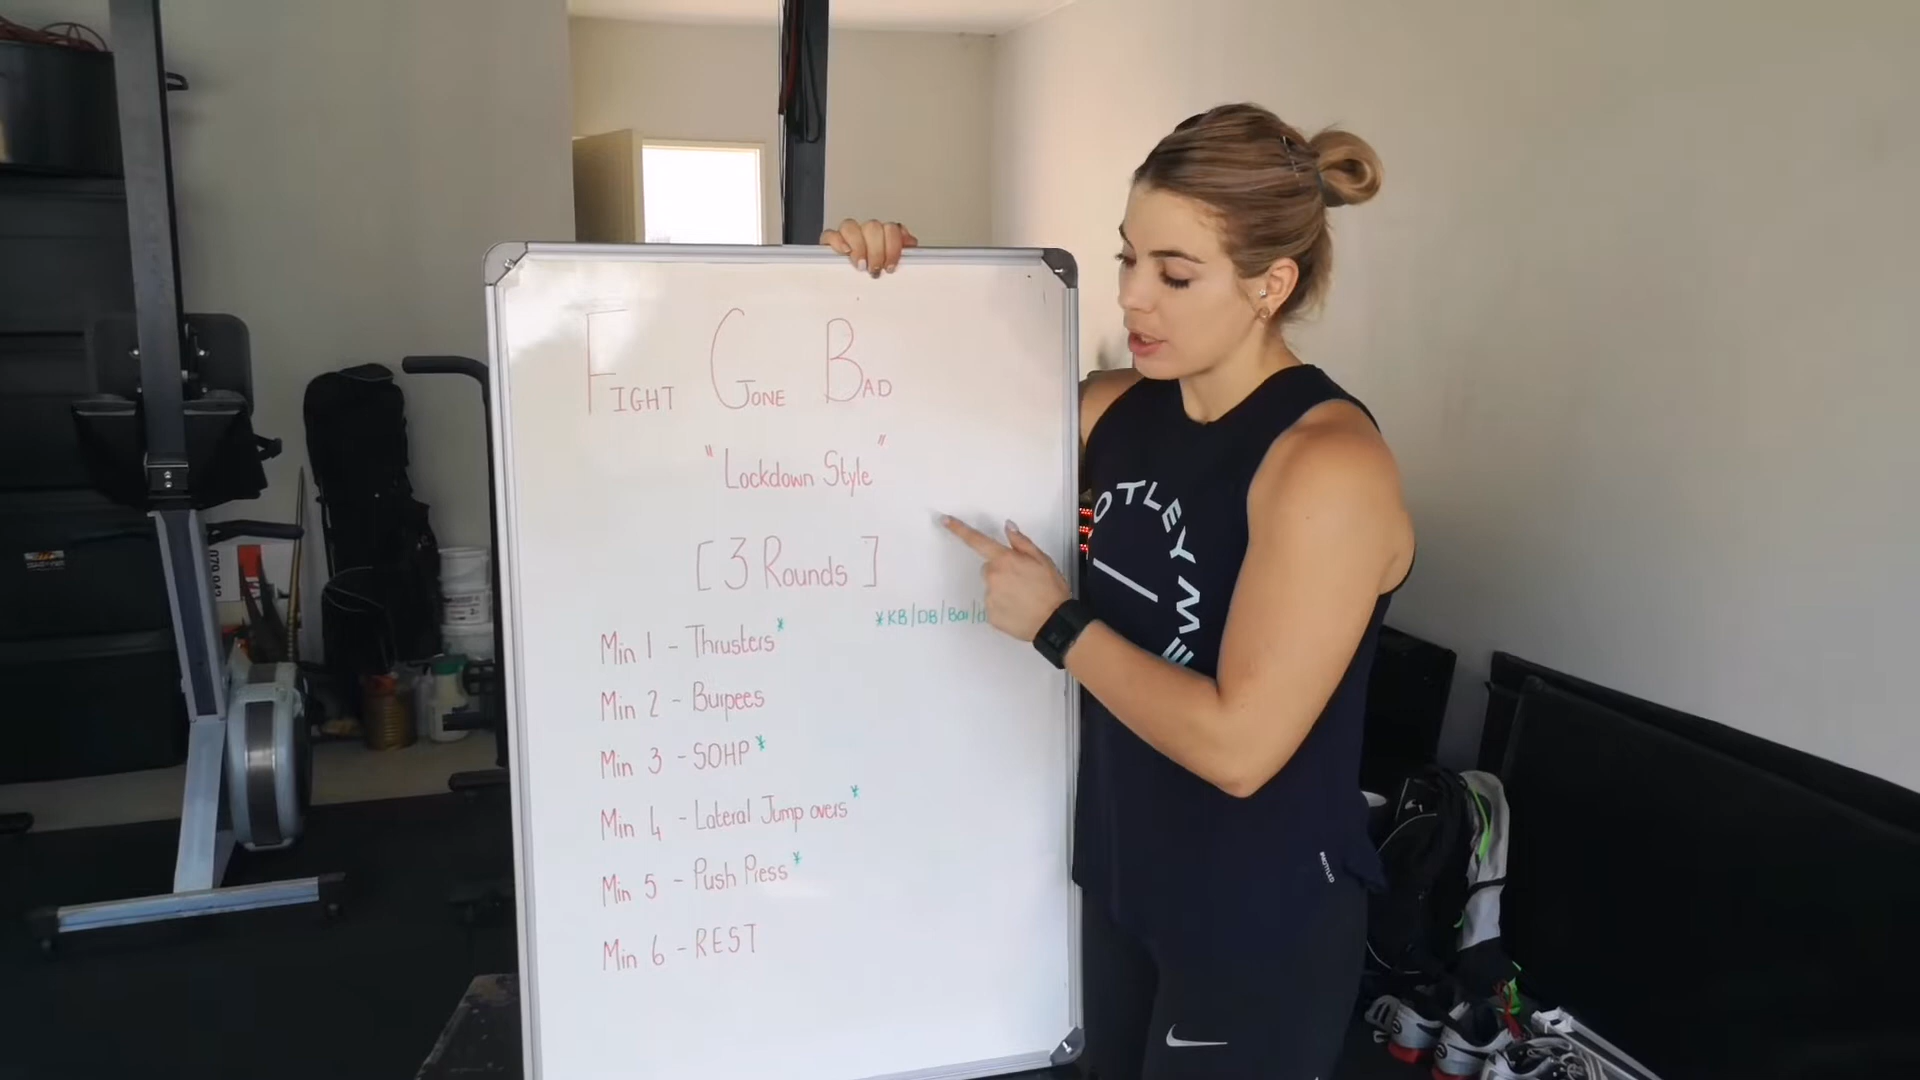 FIGHT GONE BAD
"Lockdown Style"
[3 Rounds]
*KB/DB/Bar/d
Min 1 - Thrusters*
Min 2 - Burpees
Min 3 - SOHP*
Min 4 - Lateral Jump overs*
Min 5 - Push Press*
Min 6 - REST
OTLEY